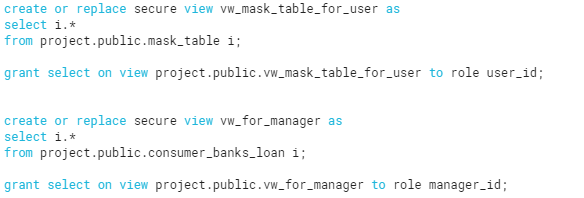 create or replace secure view vw_mask_table_for_user as
select i.*
from project.public.mask_table i;
grant select on view project.public.vw_mask_table_for_user to role user_id;
create or replace secure view vw_for_manager as
select i.*
from project.public.consumer_banks_loan i;
grant select on view project.public.vw_for_manager to role manager_id;